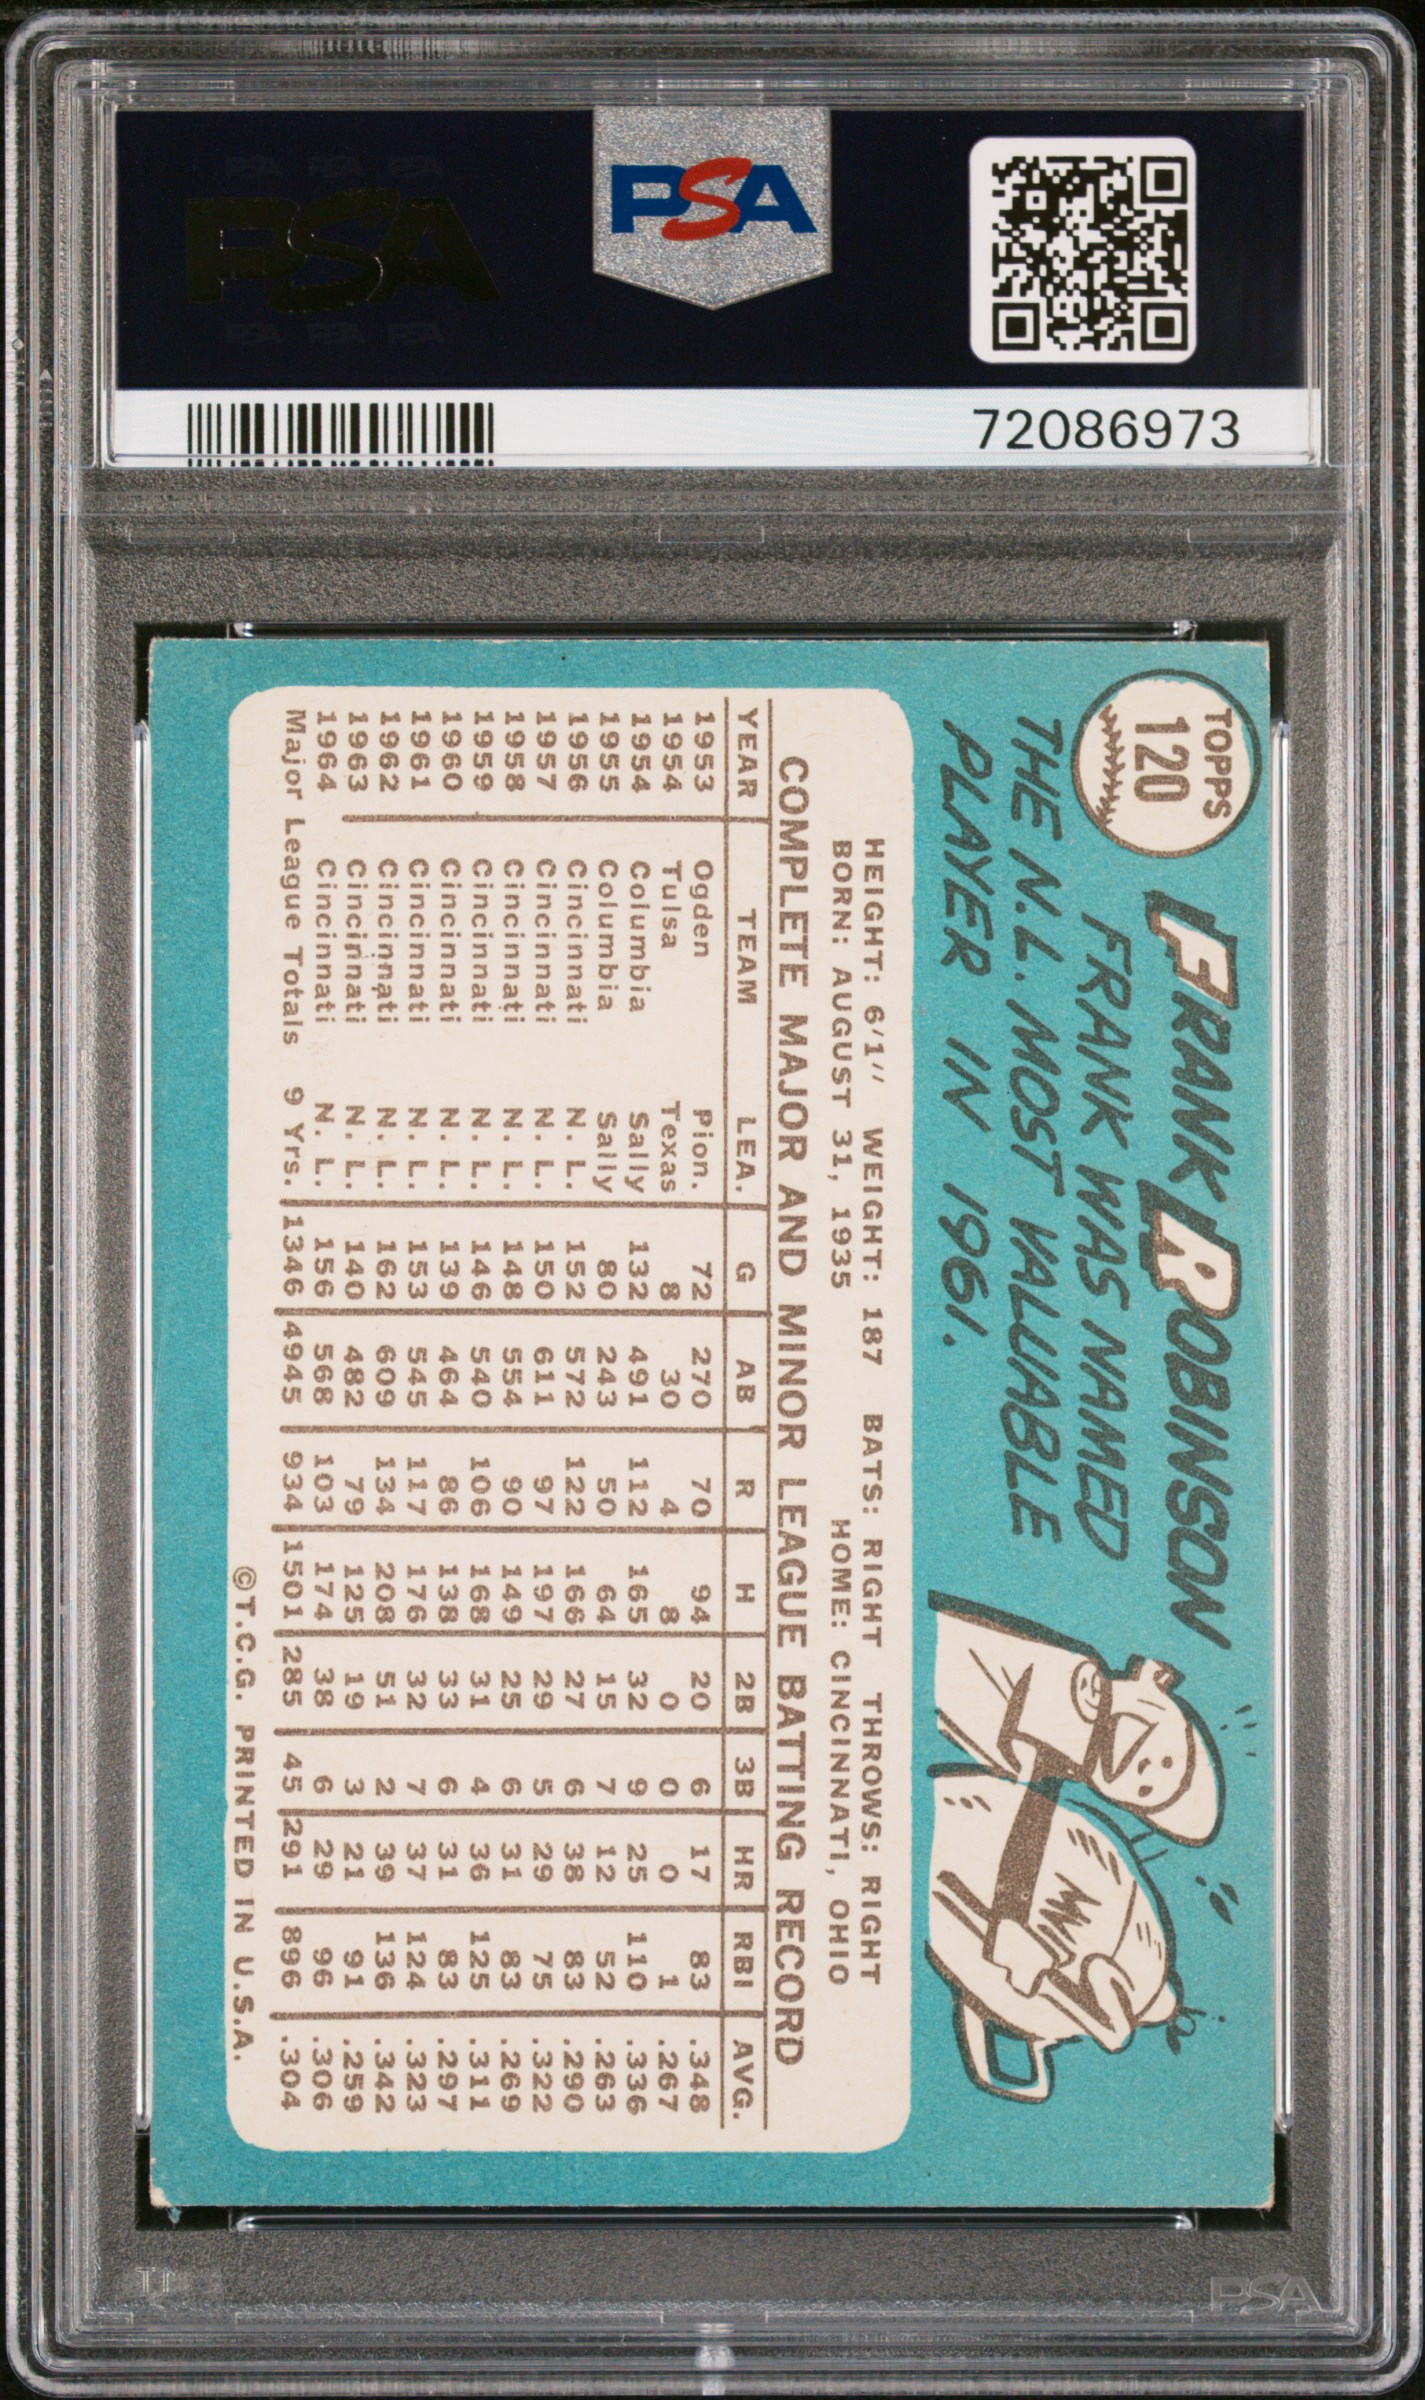 PSA
PSA PSA PSA
PSA
PSA PSA PSA
72086973
TOPPS
120
FRANK ROBINSON
FRANK WAS NAMED
THE N.L. MOST VALUABLE
PLAYER IN 1961.
MVP
HEIGHT: 6'1" WEIGHT: 187 BATS: RIGHT THROWS: RIGHT
BORN: AUGUST 31, 1935 HOME: CINCINNATI, OHIO
COMPLETE MAJOR AND MINOR LEAGUE BATTING RECORD
YEAR TEAM LEA. G AB R H 2B 3B HR RBI AVG.
1953 Ogden Pion. 72 270 70 94 20 6 17 83 .348
1954 Tulsa Texas 8 30 4 8 0 0 0 1 .267
1954 Columbia Sally 132 491 112 165 32 9 25 110 .336
1955 Columbia Sally 80 243 50 64 15 7 12 52 .263
1956 Cincinnati N. L. 152 572 122 166 27 6 38 83 .290
1957 Cincinnati N. L. 150 611 97 197 29 5 29 75 .322
1958 Cincinnati N. L. 148 554 90 149 25 6 31 83 .269
1959 Cincinnati N. L. 146 540 106 168 31 4 36 125 .311
1960 Cincinnati N. L. 139 464 86 138 33 6 31 83 .297
1961 Cincinnati N. L. 153 545 117 176 32 7 37 124 .323
1962 Cincinnati N. L. 162 609 134 208 51 2 39 136 .342
1963 Cincinnati N. L. 140 482 79 125 19 3 21 91 .259
1964 Cincinnati N. L. 156 568 103 174 38 6 29 96 .306
Major League Totals 9 Yrs. 1346 4945 934 1501 285 45 291 896 .304
©T.C.G. PRINTED IN U.S.A.
PSA